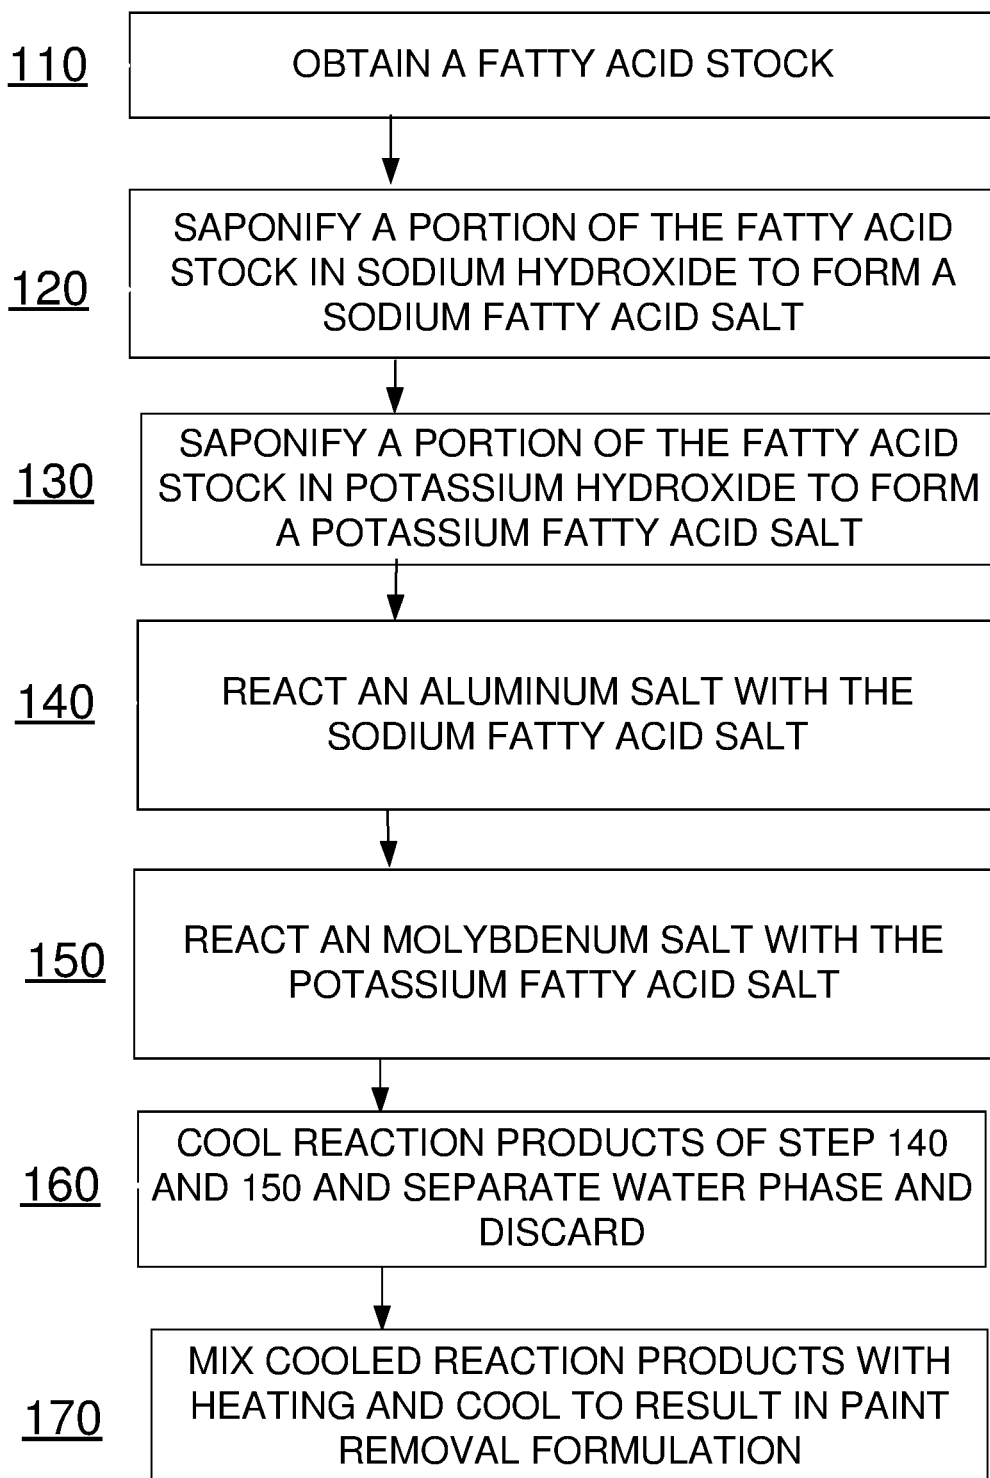 110
OBTAIN A FATTY ACID STOCK
120
SAPONIFY A PORTION OF THE FATTY ACID
STOCK IN SODIUM HYDROXIDE TO FORM A
SODIUM FATTY ACID SALT
130
SAPONIFY A PORTION OF THE FATTY ACID
STOCK IN POTASSIUM HYDROXIDE TO FORM
A POTASSIUM FATTY ACID SALT
140
REACT AN ALUMINUM SALT WITH THE
SODIUM FATTY ACID SALT
150
REACT AN MOLYBDENUM SALT WITH THE
POTASSIUM FATTY ACID SALT
160
COOL REACTION PRODUCTS OF STEP 140
AND 150 AND SEPARATE WATER PHASE AND
DISCARD
170
MIX COOLED REACTION PRODUCTS WITH
HEATING AND COOL TO RESULT IN PAINT
REMOVAL FORMULATION